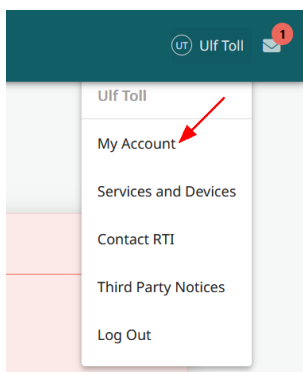 UT Ulf Toll 1
Ulf Toll
My Account
Services and Devices
Contact RTI
Third Party Notices
Log Out